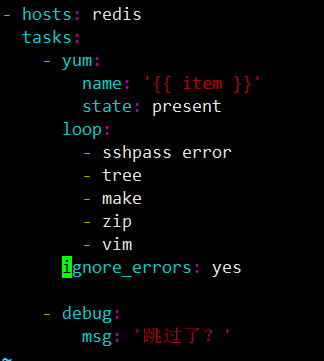 - hosts: redis
  tasks:
    - yum:
        name: '{{ item }}'
        state: present
      loop:
        - sshpass error
        - tree
        - make
        - zip
        - vim
      ignore_errors: yes

    - debug:
        msg: '跳过了？'
~